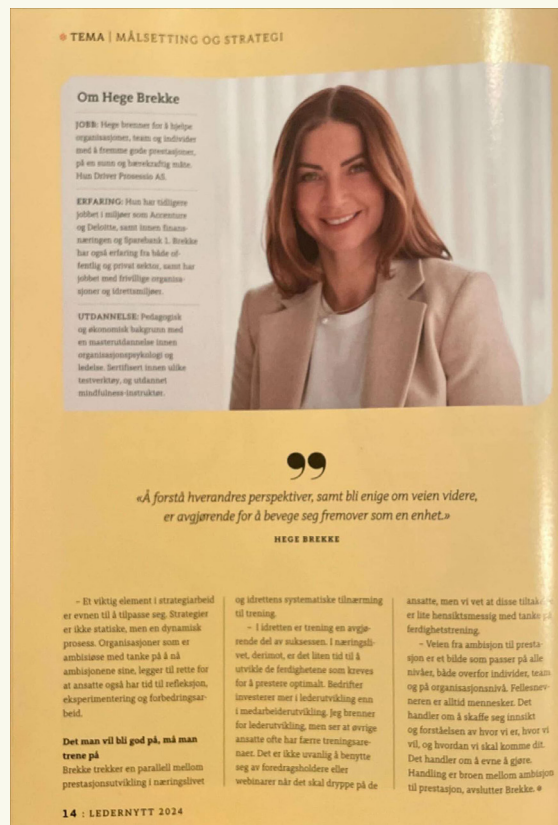 TEMA | MÅLSETTING OG STRATEGI
Om Hege Brekke
JOBB: Hege brenner for å hjelpe
organisasjoner, team og individer
med å fremme gode prestasjoner,
på en sunn og bærekraftig måte.
Hun Driver Prosessio AS.
ERFARING: Hun har tidligere
jobbet i miljøer som Accenture
og Deloitte, samt innen finans-
næringen og Sparebank 1. Brekke
har også erfaring fra både of-
fentlig og privat sektor, samt har
jobbet med frivillige organisa-
sjoner og idrettsmiljøer.
UTDANNELSE: Pedagogisk
og økonomisk bakgrunn med
en masterutdannelse innen
organisasjonspsykologi og
ledelse. Sertifisert innen ulike
testverktøy, og utdannet
mindfulness-instruktør.
«Å forstå hverandres perspektiver, samt bli enige om veien videre,
er avgjørende for å bevege seg fremover som en enhet.»
HEGE BREKKE
– Et viktig element i strategiarbeid
er evnen til å tilpasse seg. Strategier
er ikke statiske, men en dynamisk
prosess. Organisasjoner som er
ambisiøse med tanke på å nå
ambisjonene sine, legger til rette for
at ansatte også har tid til refleksjon,
eksperimentering og forbedringsar-
beid.
Det man vil bli god på, må man
trene på
Brekke trekker en parallell mellom
prestasjonsutvikling i næringslivet
og idrettens systematiske tilnærming
til trening.
– I idretten er trening en avgjø-
rende del av suksessen. I næringsli-
vet, derimot, er det liten tid til å
utvikle de ferdighetene som kreves
for å prestere optimalt. Bedrifter
investerer mer i lederutvikling enn
i medarbeiderutvikling. Jeg brenner
for lederutvikling, men ser at øvrige
ansatte ofte har færre treningsare-
naer. Det er ikke uvanlig å benytte
seg av foredragsholdere eller
webinarer når det skal dryppe på de
ansatte, men vi vet at disse tiltakene
er lite hensiktsmessig med tanke på
ferdighetstrening.
– Veien fra ambisjon til presta-
sjon er et bilde som passer på alle
nivåer, både overfor individer, team
og på organisasjonsnivå. Fellesnev-
neren er alltid mennesker. Det
handler om å skaffe seg innsikt
og forståelsen av hvor vi er, hvor vi
vil, og hvordan vi skal komme dit.
Det handler om å evne å gjøre.
Handling er broen mellom ambisjon
til prestasjon, avslutter Brekke.
14 : LEDERNYTT 2024